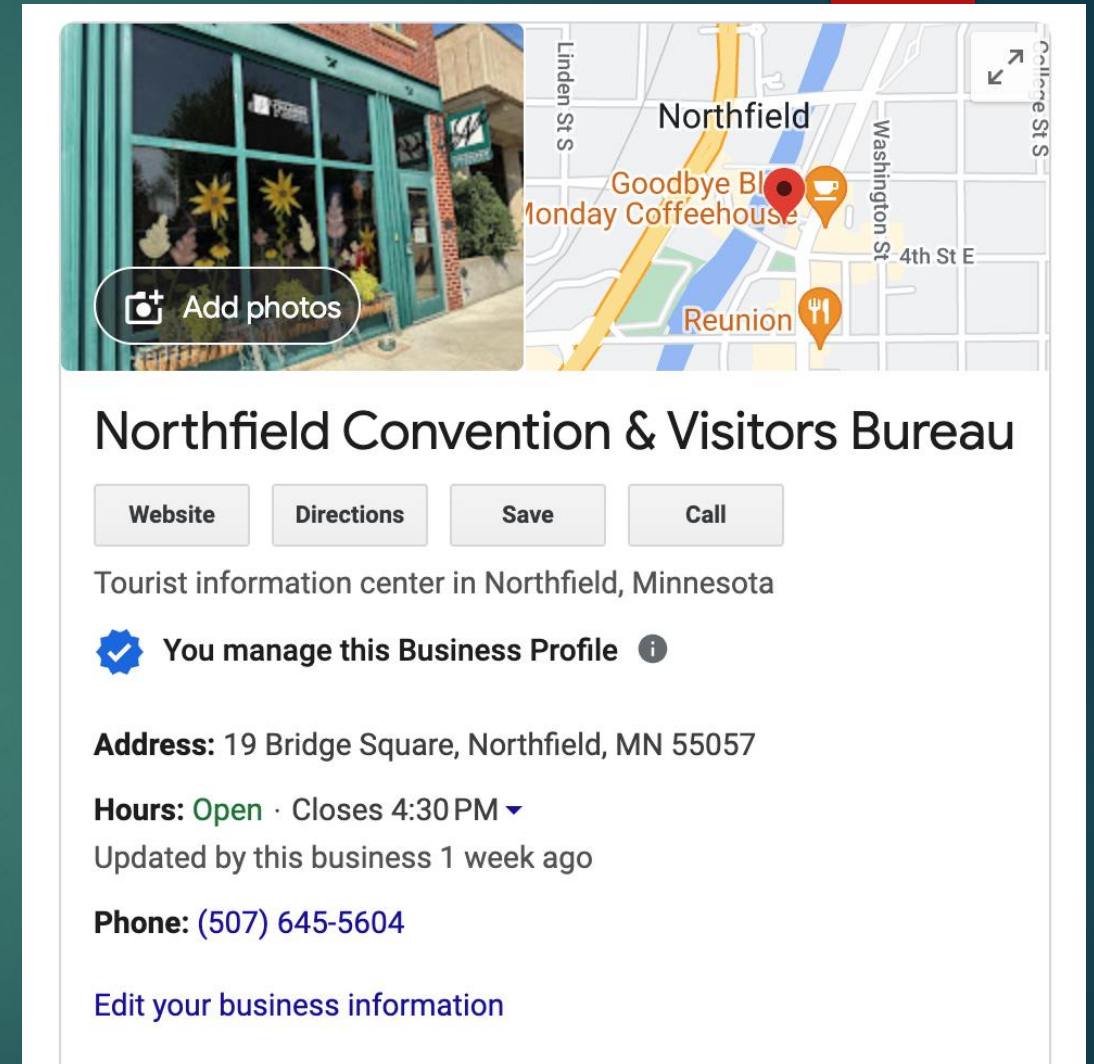 Linden St S
College St S
Northfield
Washington St
Goodbye Bl
Monday Coffeehouse
4th St E
Reunion
Add photos
Northfield Convention & Visitors Bureau
Website
Directions
Save
Call
Tourist information center in Northfield, Minnesota
You manage this Business Profile
Address: 19 Bridge Square, Northfield, MN 55057
Hours: Open · Closes 4:30 PM
Updated by this business 1 week ago
Phone: (507) 645-5604
Edit your business information